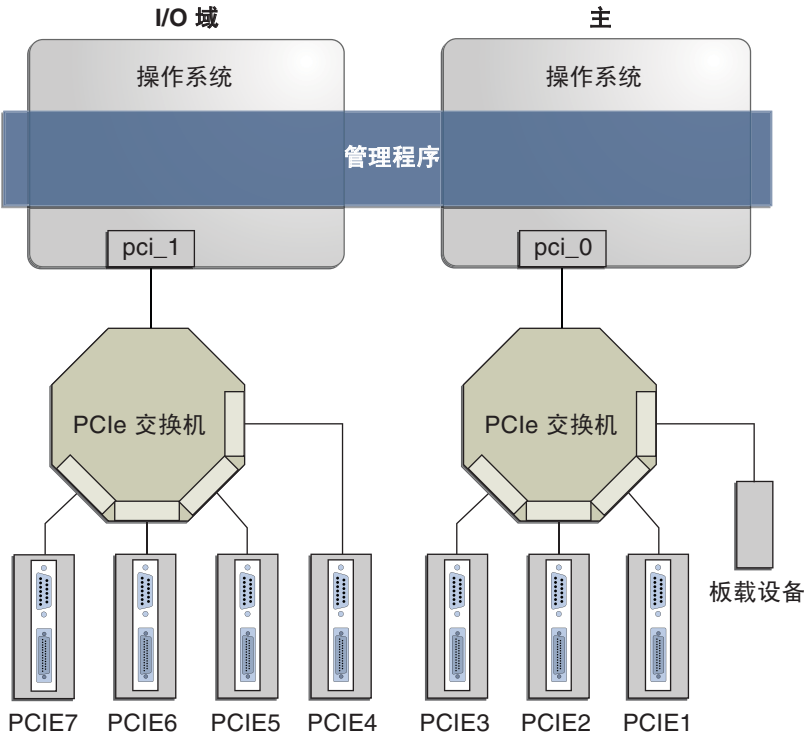 I/O 域
主
操作系统
操作系统
管理程序
pci_1
pci_0
PCIe 交换机
PCIe 交换机
板载设备
PCIE7
PCIE6
PCIE5
PCIE4
PCIE3
PCIE2
PCIE1